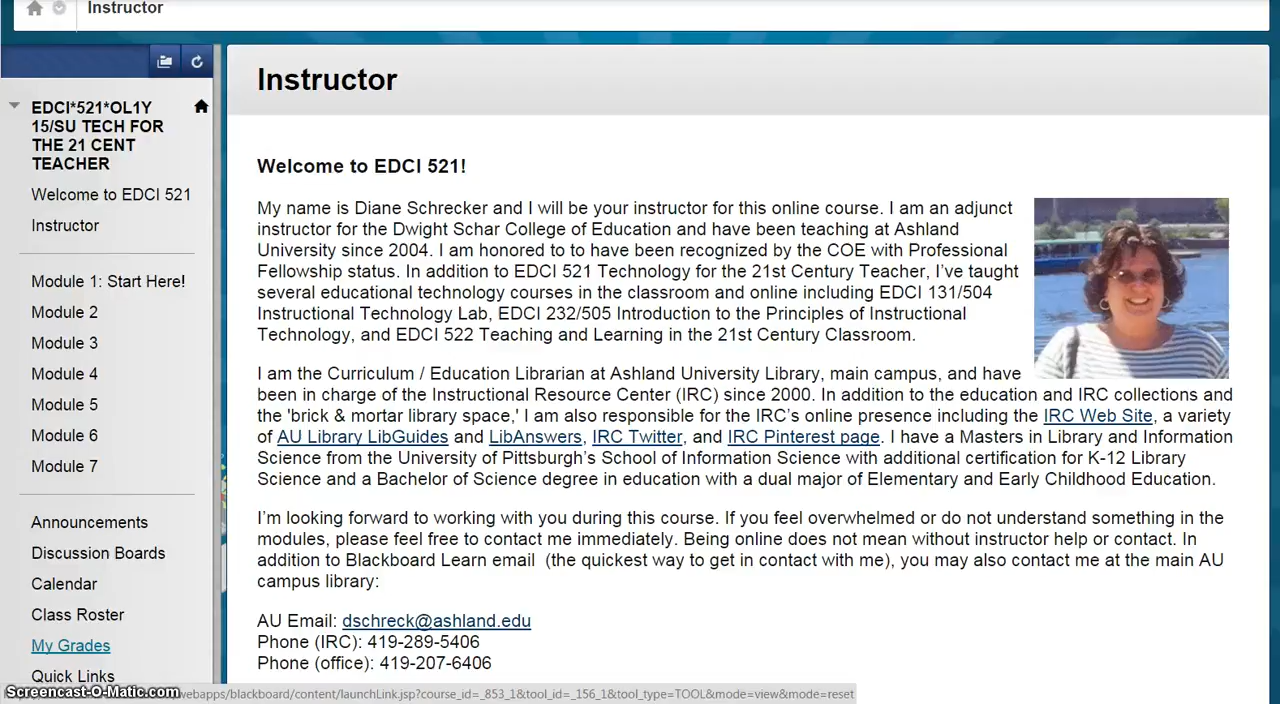 Instructor
EDCI*521*OL1Y
15/SU TECH FOR
THE 21 CENT
TEACHER
Welcome to EDCI 521
Instructor
Module 1: Start Here!
Module 2
Module 3
Module 4
Module 5
Module 6
Module 7
Announcements
Discussion Boards
Calendar
Class Roster
My Grades
Quick Links
Instructor
Welcome to EDCI 521!
My name is Diane Schrecker and I will be your instructor for this online course. I am an adjunct
instructor for the Dwight Schar College of Education and have been teaching at Ashland
University since 2004. I am honored to to have been recognized by the COE with Professional
Fellowship status. In addition to EDCI 521 Technology for the 21st Century Teacher, I've taught
several educational technology courses in the classroom and online including EDCI 131/504
Instructional Technology Lab, EDCI 232/505 Introduction to the Principles of Instructional
Technology, and EDCI 522 Teaching and Learning in the 21st Century Classroom.
I am the Curriculum / Education Librarian at Ashland University Library, main campus, and have
been in charge of the Instructional Resource Center (IRC) since 2000. In addition to the education and IRC collections and
the 'brick & mortar library space,' I am also responsible for the IRC's online presence including the IRC Web Site, a variety
of AU Library LibGuides and LibAnswers, IRC Twitter, and IRC Pinterest page. I have a Masters in Library and Information
Science from the University of Pittsburgh's School of Information Science with additional certification for K-12 Library
Science and a Bachelor of Science degree in education with a dual major of Elementary and Early Childhood Education.
I'm looking forward to working with you during this course. If you feel overwhelmed or do not understand something in the
modules, please feel free to contact me immediately. Being online does not mean without instructor help or contact. In
addition to Blackboard Learn email (the quickest way to get in contact with me), you may also contact me at the main AU
campus library:
AU Email: dschreck@ashland.edu
Phone (IRC): 419-289-5406
Phone (office): 419-207-6406
Screencast-O-Matic.com
webapps/blackboard/content/launchLink.jsp?course_id=_853_1&tool_id=_156_1&tool_type=TOOL&mode=view&mode=reset